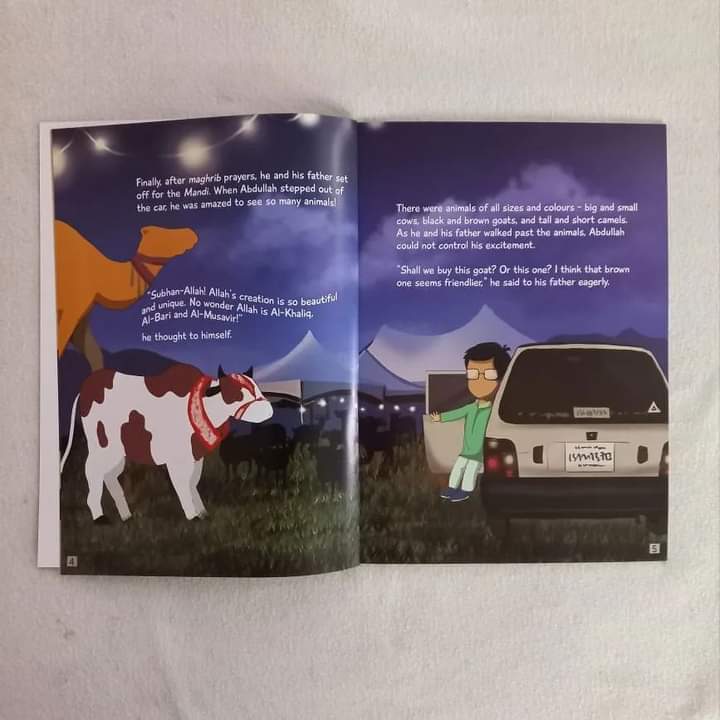 Finally, after maghrib prayers, he and his father set
off for the Mandi. When Abdullah stepped out of
the car, he was amazed to see so many animals!
"Subhan-Allah! Allah's creation is so beautiful
and unique. No wonder Allah is Al-Khaliq,
Al-Bari and Al-Musavir!"
he thought to himself.
4
There were animals of all sizes and colours - big and small
cows, black and brown goats, and tall and short camels.
As he and his father walked past the animals, Abdullah
could not control his excitement.
"Shall we buy this goat? Or this one? I think that brown
one seems friendlier," he said to his father eagerly.
5